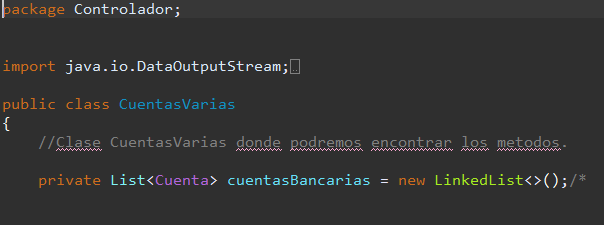 package Controlador;
import java.io.DataOutputStream;
public class CuentasVarias
{
//Clase CuentasVarias donde podremos encontrar los metodos.
private List<Cuenta> cuentasBancarias = new LinkedList<>();/*